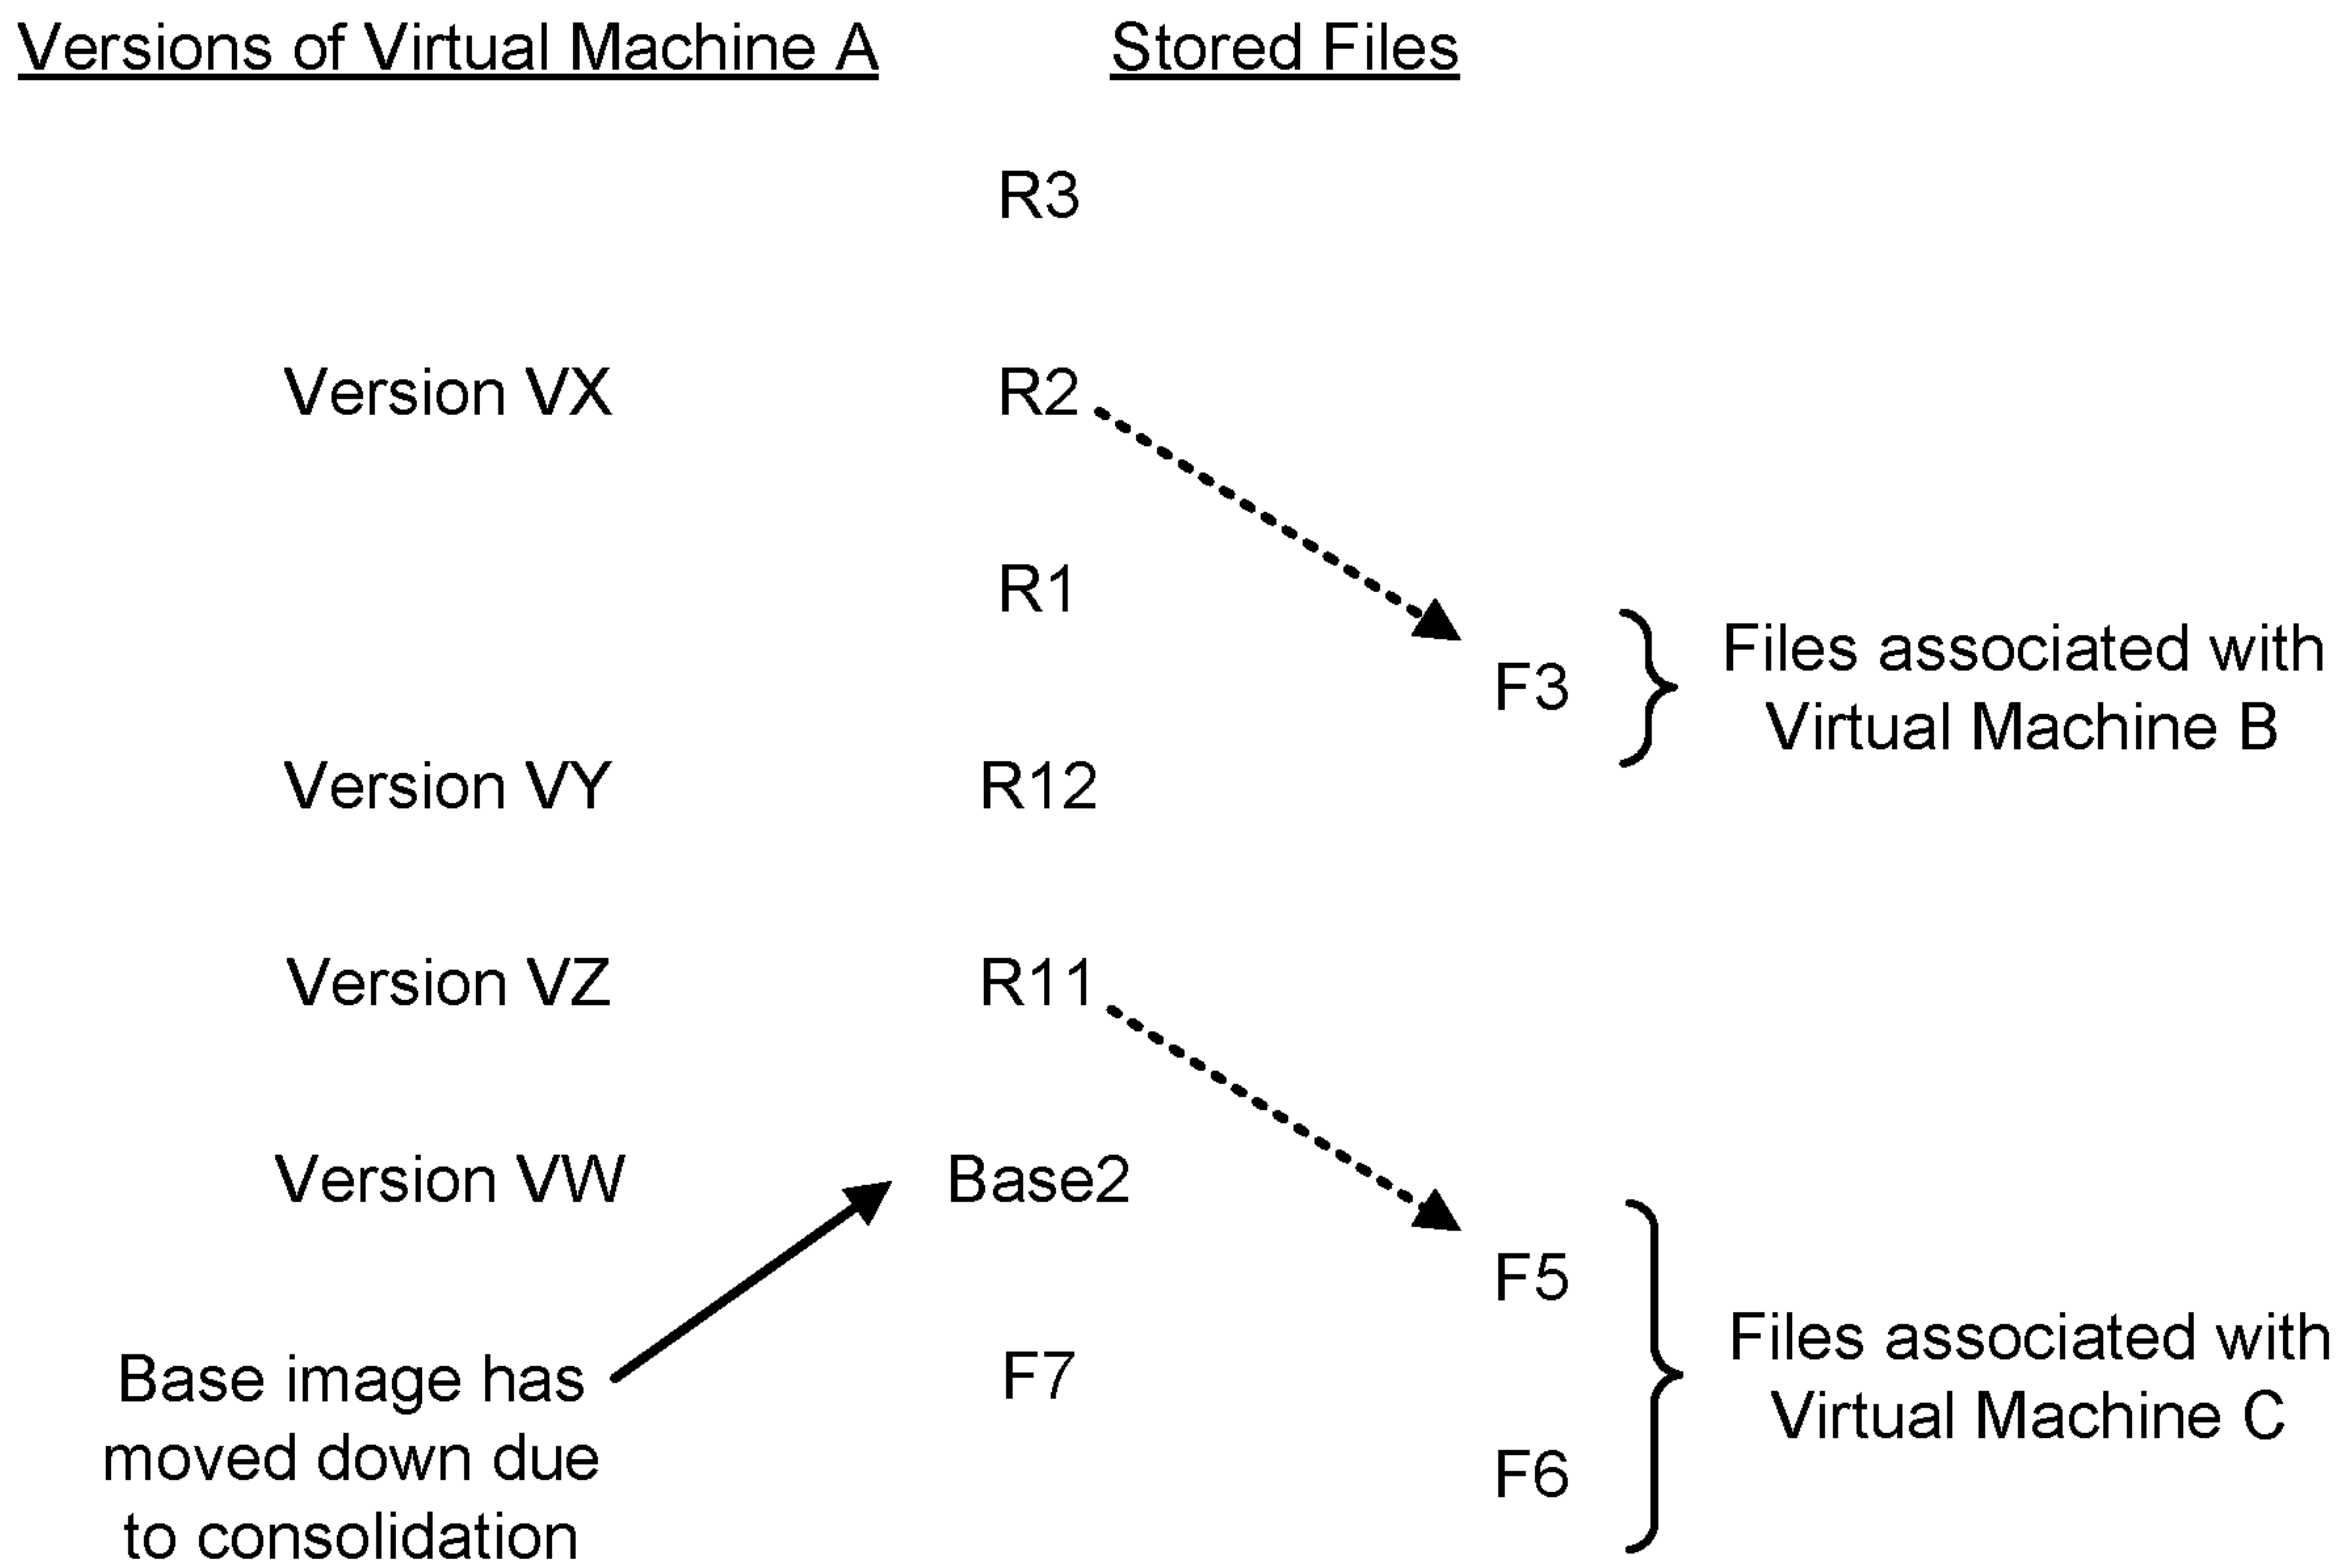 Versions of Virtual Machine A
Stored Files
R3
Version VX
R2
R1
F3
Files associated with
Virtual Machine B
Version VY
R12
Version VZ
R11
Version VW
Base2
F5
Base image has
moved down due
to consolidation
F7
F6
Files associated with
Virtual Machine C